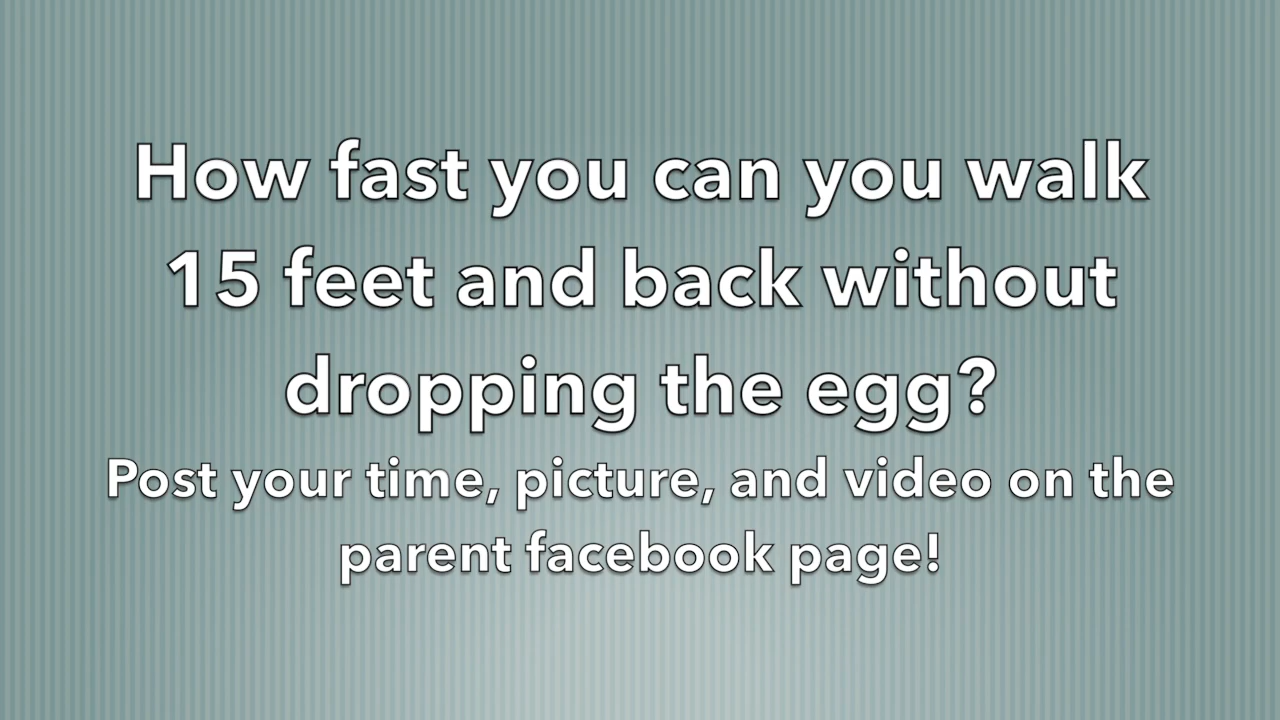 How fast you can you walk
15 feet and back without
dropping the egg?
Post your time, picture, and video on the
parent facebook page!